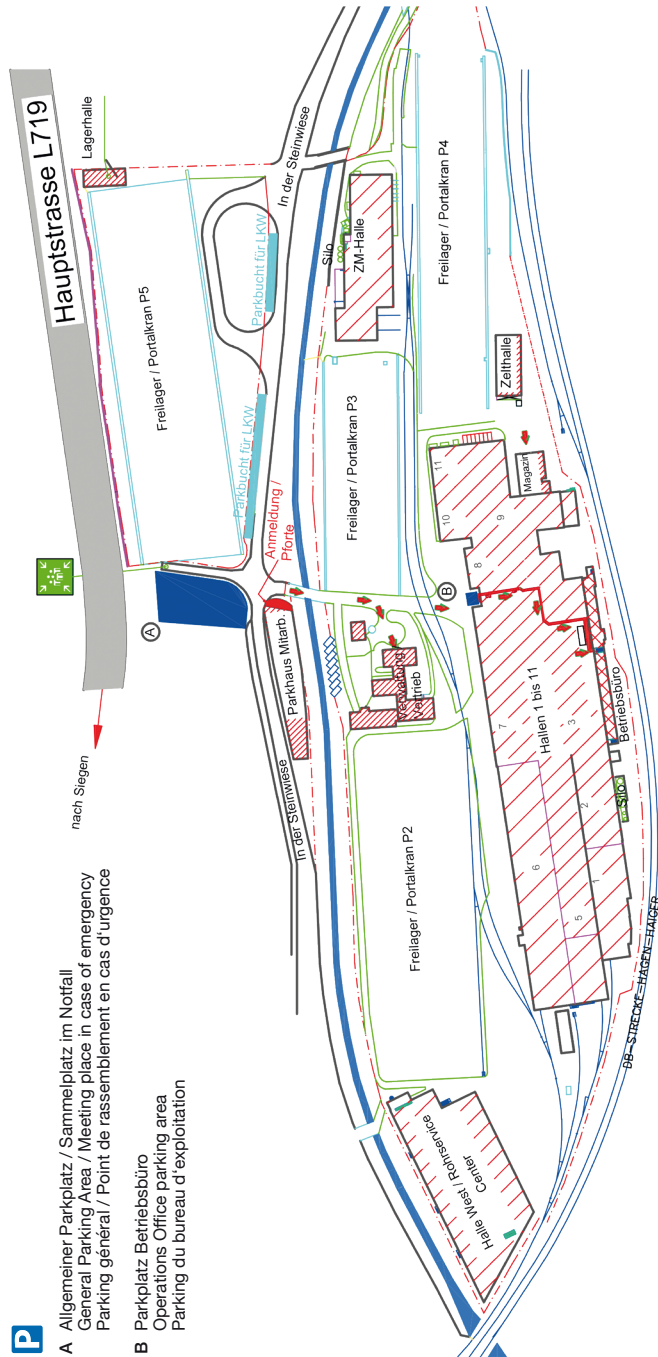 P
A Allgemeiner Parkplatz / Sammelplatz im Notfall
General Parking Area / Meeting place in case of emergency
Parking général / Point de rassemblement en cas d'urgence
B Parkplatz Betriebsbüro
Operations Office parking area
Parking du bureau d'exploitation
nach Siegen
Hauptstrasse L719
Lagerhalle
A
Freilager / Portalkran P5
Parkbucht für LKW
Parkbucht für LKW
In der Steinwiese
In der Steinwiese
Parkhaus Mitarb.
Anmeldung /
Pforte
Silo
ZM-Halle
Freilager / Portalkran P3
Freilager / Portalkran P4
Freilager / Portalkran P2
Verwaltung /
Vertrieb
B
Zelthalle
Magazin
11
10
9
8
7
Hallen 1 bis 11
6
5
3
2
1
Betriebsbüro
Silo
Halle West / Rohrservice
Center
DB-STRECKE-HAGEN-HAIGER